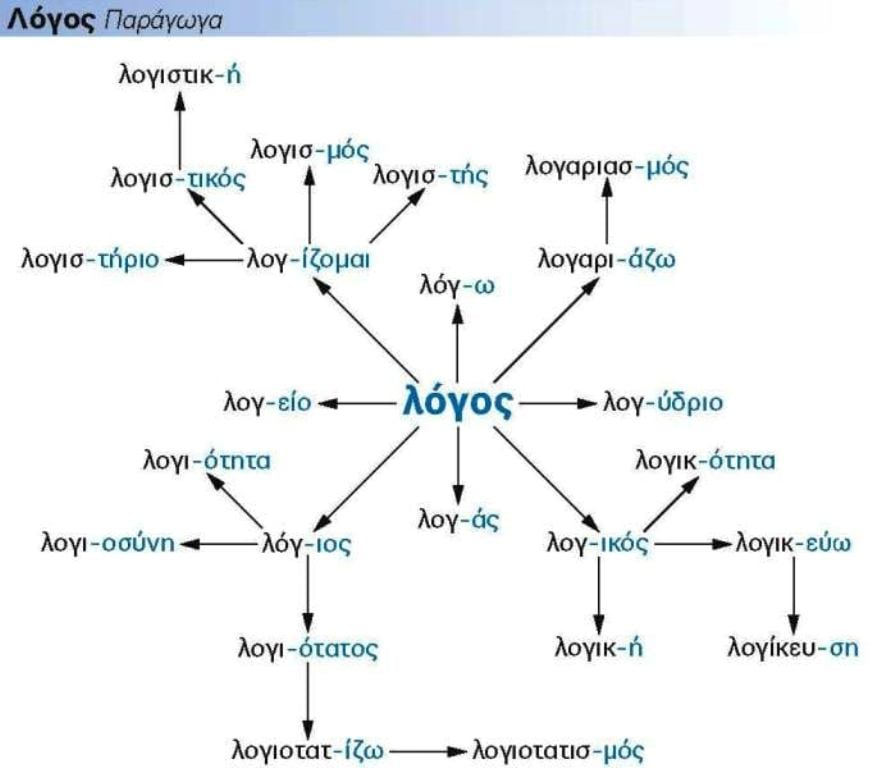 Λόγος Παράγωγα
λογιστικ-ή
λογισ-μός
λογισ-τικός
λογισ-τής
λογαριασ-μός
λογισ-τήριο
λογ-ίζομαι
λογαρι-άζω
λόγ-ω
λογ-είο
λόγος
λογ-ύδριο
λογι-ότητα
λογικ-ότητα
λογ-άς
λογι-οσύνη
λόγ-ιος
λογ-ικός
λογικ-εύω
λογι-ότατος
λογικ-ή
λογίκευ-ση
λογιοτατ-ίζω
λογιοτατισ-μός